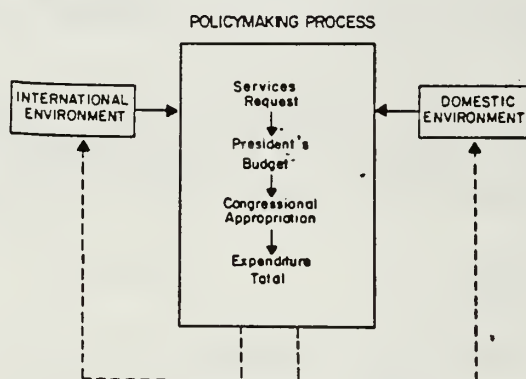 POLICYMAKING PROCESS
INTERNATIONAL
ENVIRONMENT
Services
Request
President's
Budget
Congressional
Appropriation
Expenditure
Total
DOMESTIC
ENVIRONMENT